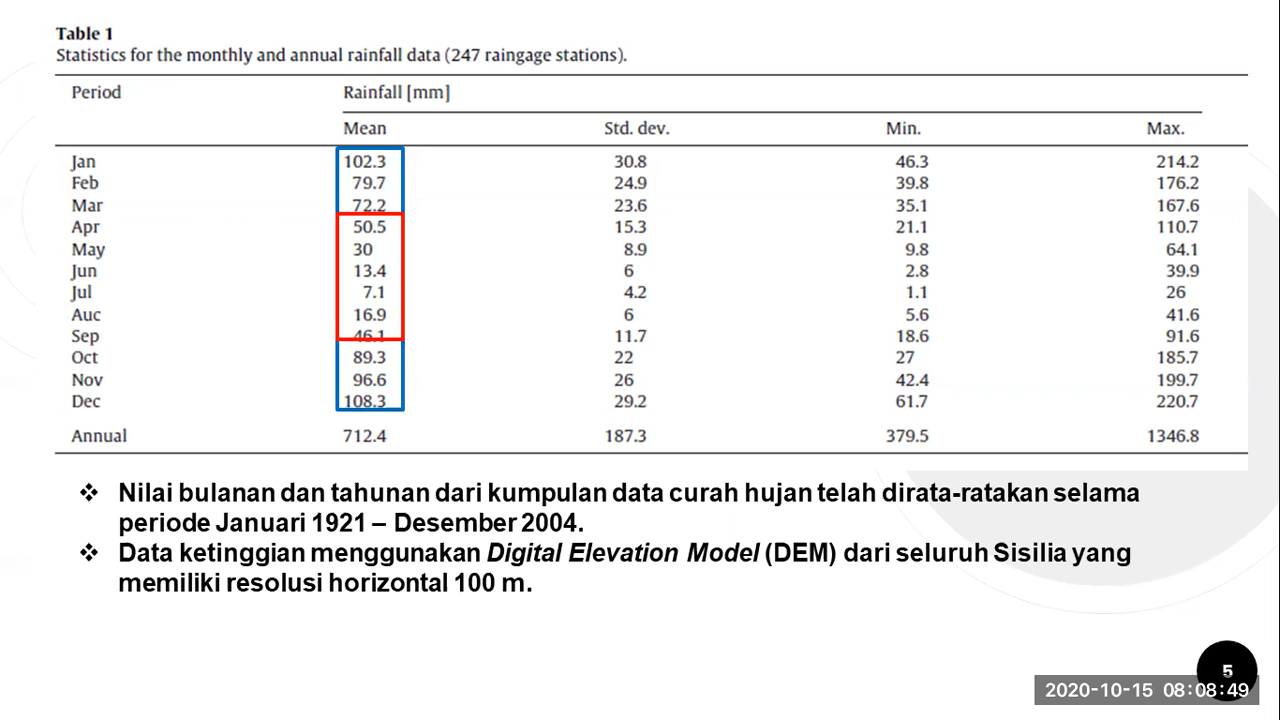 Table 1
Statistics for the monthly and annual rainfall data (247 raingage stations).
Period Rainfall [mm]
Mean Std. dev. Min. Max.
Jan 102.3 30.8 46.3 214.2
Feb 79.7 24.9 39.8 176.2
Mar 72.2 23.6 35.1 167.6
Apr 50.5 15.3 21.1 110.7
May 30 8.9 9.8 64.1
Jun 13.4 6 2.8 39.9
Jul 7.1 4.2 1.1 26
Auc 16.9 6 5.6 41.6
Sep 46.1 11.7 18.6 91.6
Oct 89.3 22 27 185.7
Nov 96.6 26 42.4 199.7
Dec 108.3 29.2 61.7 220.7
Annual 712.4 187.3 379.5 1346.8
❖ Nilai bulanan dan tahunan dari kumpulan data curah hujan telah dirata-ratakan selama
periode Januari 1921 – Desember 2004.
❖ Data ketinggian menggunakan Digital Elevation Model (DEM) dari seluruh Sisilia yang
memiliki resolusi horizontal 100 m.
5
2020-10-15 08:08:49